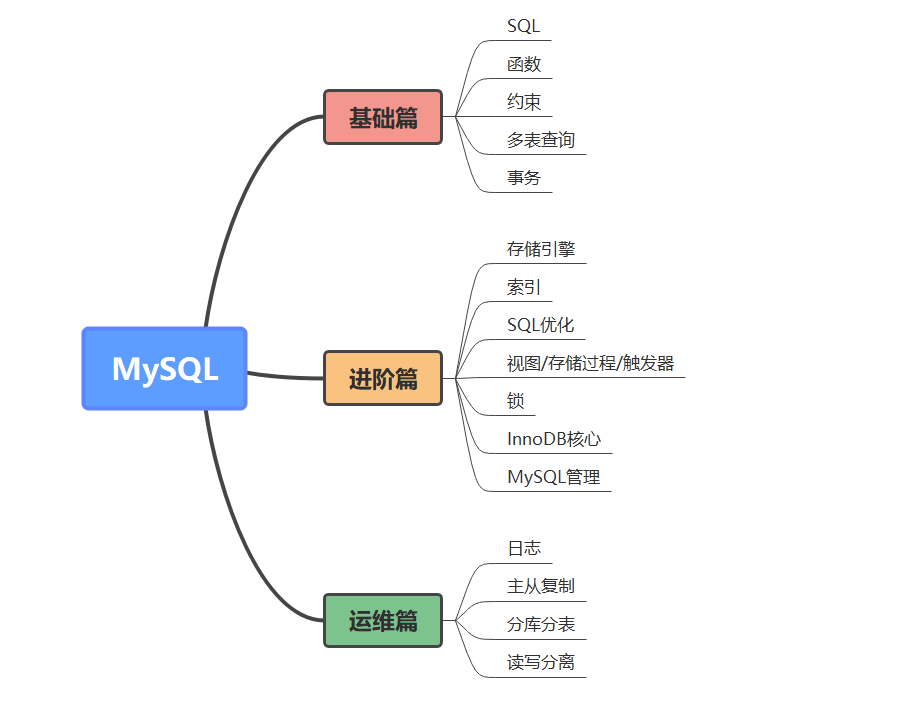 MySQL
基础篇
SQL
函数
约束
多表查询
事务
进阶篇
存储引擎
索引
SQL优化
视图/存储过程/触发器
锁
InnoDB核心
MySQL管理
运维篇
日志
主从复制
分库分表
读写分离